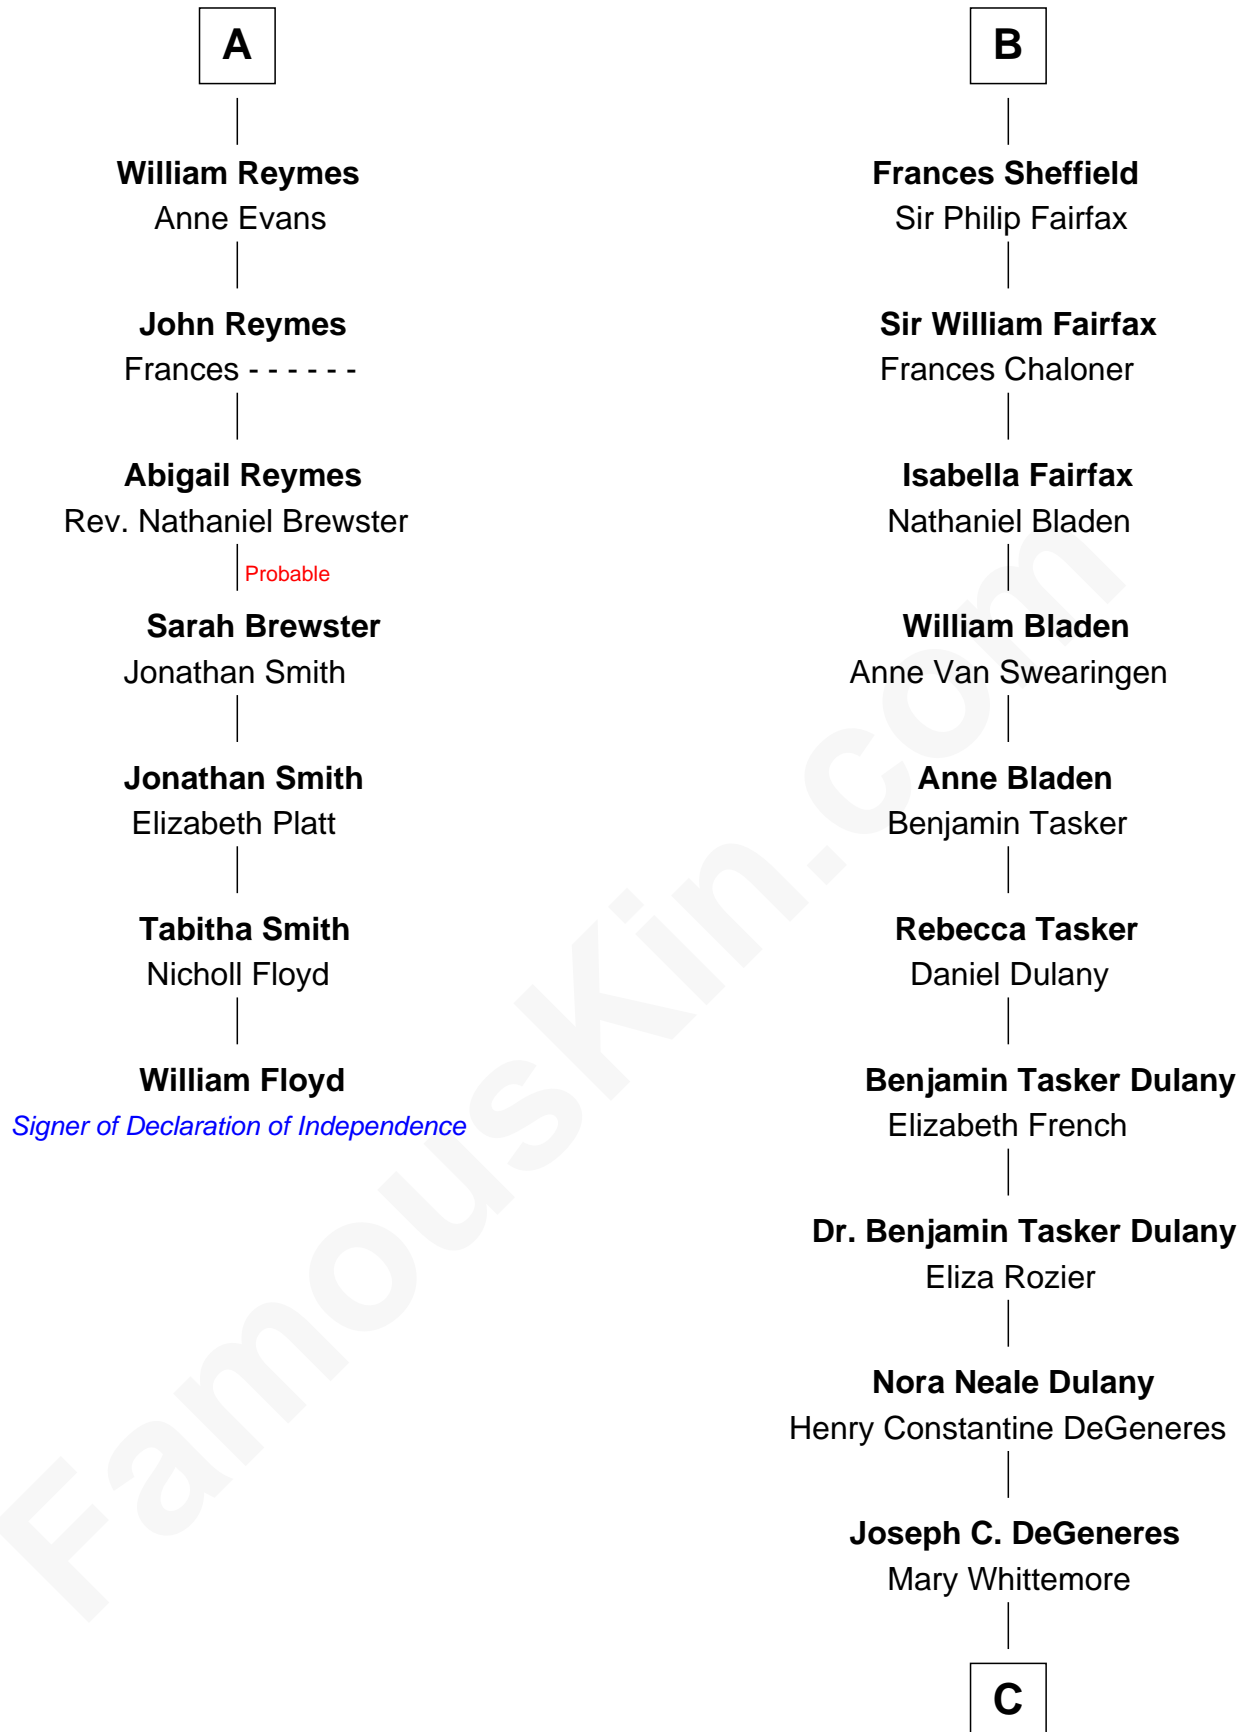 A
William Reymes
Anne Evans
John Reymes
Frances - - - - - -
Abigail Reymes
Rev. Nathaniel Brewster
Probable
Sarah Brewster
Jonathan Smith
Jonathan Smith
Elizabeth Platt
Tabitha Smith
Nicholl Floyd
William Floyd
Signer of Declaration of Independence
B
Frances Sheffield
Sir Philip Fairfax
Sir William Fairfax
Frances Chaloner
Isabella Fairfax
Nathaniel Bladen
William Bladen
Anne Van Swearingen
Anne Bladen
Benjamin Tasker
Rebecca Tasker
Daniel Dulany
Benjamin Tasker Dulany
Elizabeth French
Dr. Benjamin Tasker Dulany
Eliza Rozier
Nora Neale Dulany
Henry Constantine DeGeneres
Joseph C. DeGeneres
Mary Whittemore
C
FamousKin.com